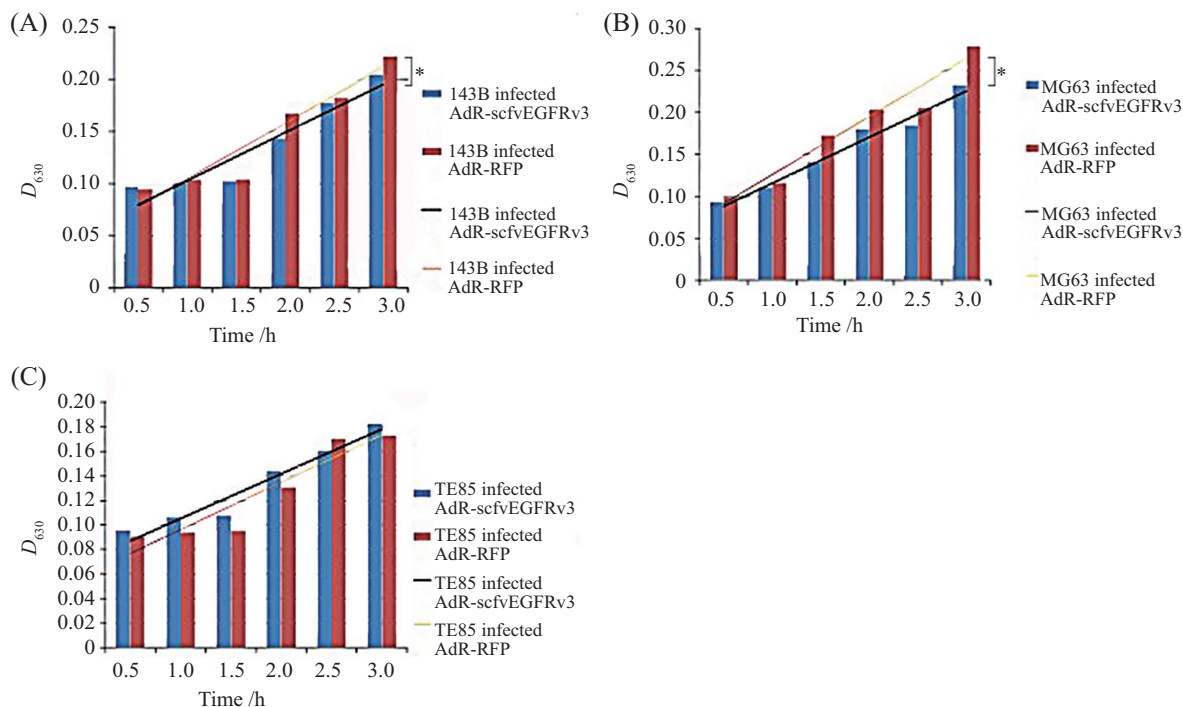 (A)
0.25
0.20
0.15
0.10
0.05
0
D630
0.5 1.0 1.5 2.0 2.5 3.0
Time /h
*
143B infected
AdR-scfvEGFRv3
143B infected
AdR-RFP
143B infected
AdR-scfvEGFRv3
143B infected
AdR-RFP
(B)
0.30
0.25
0.20
0.15
0.10
0.05
0
D630
0.5 1.0 1.5 2.0 2.5 3.0
Time /h
*
MG63 infected
AdR-scfvEGFRv3
MG63 infected
AdR-RFP
MG63 infected
AdR-scfvEGFRv3
MG63 infected
AdR-RFP
(C)
0.20
0.18
0.16
0.14
0.12
0.10
0.08
0.06
0.04
0.02
0
D630
0.5 1.0 1.5 2.0 2.5 3.0
Time /h
TE85 infected
AdR-scfvEGFRv3
TE85 infected
AdR-RFP
TE85 infected
AdR-scfvEGFRv3
TE85 infected
AdR-RFP